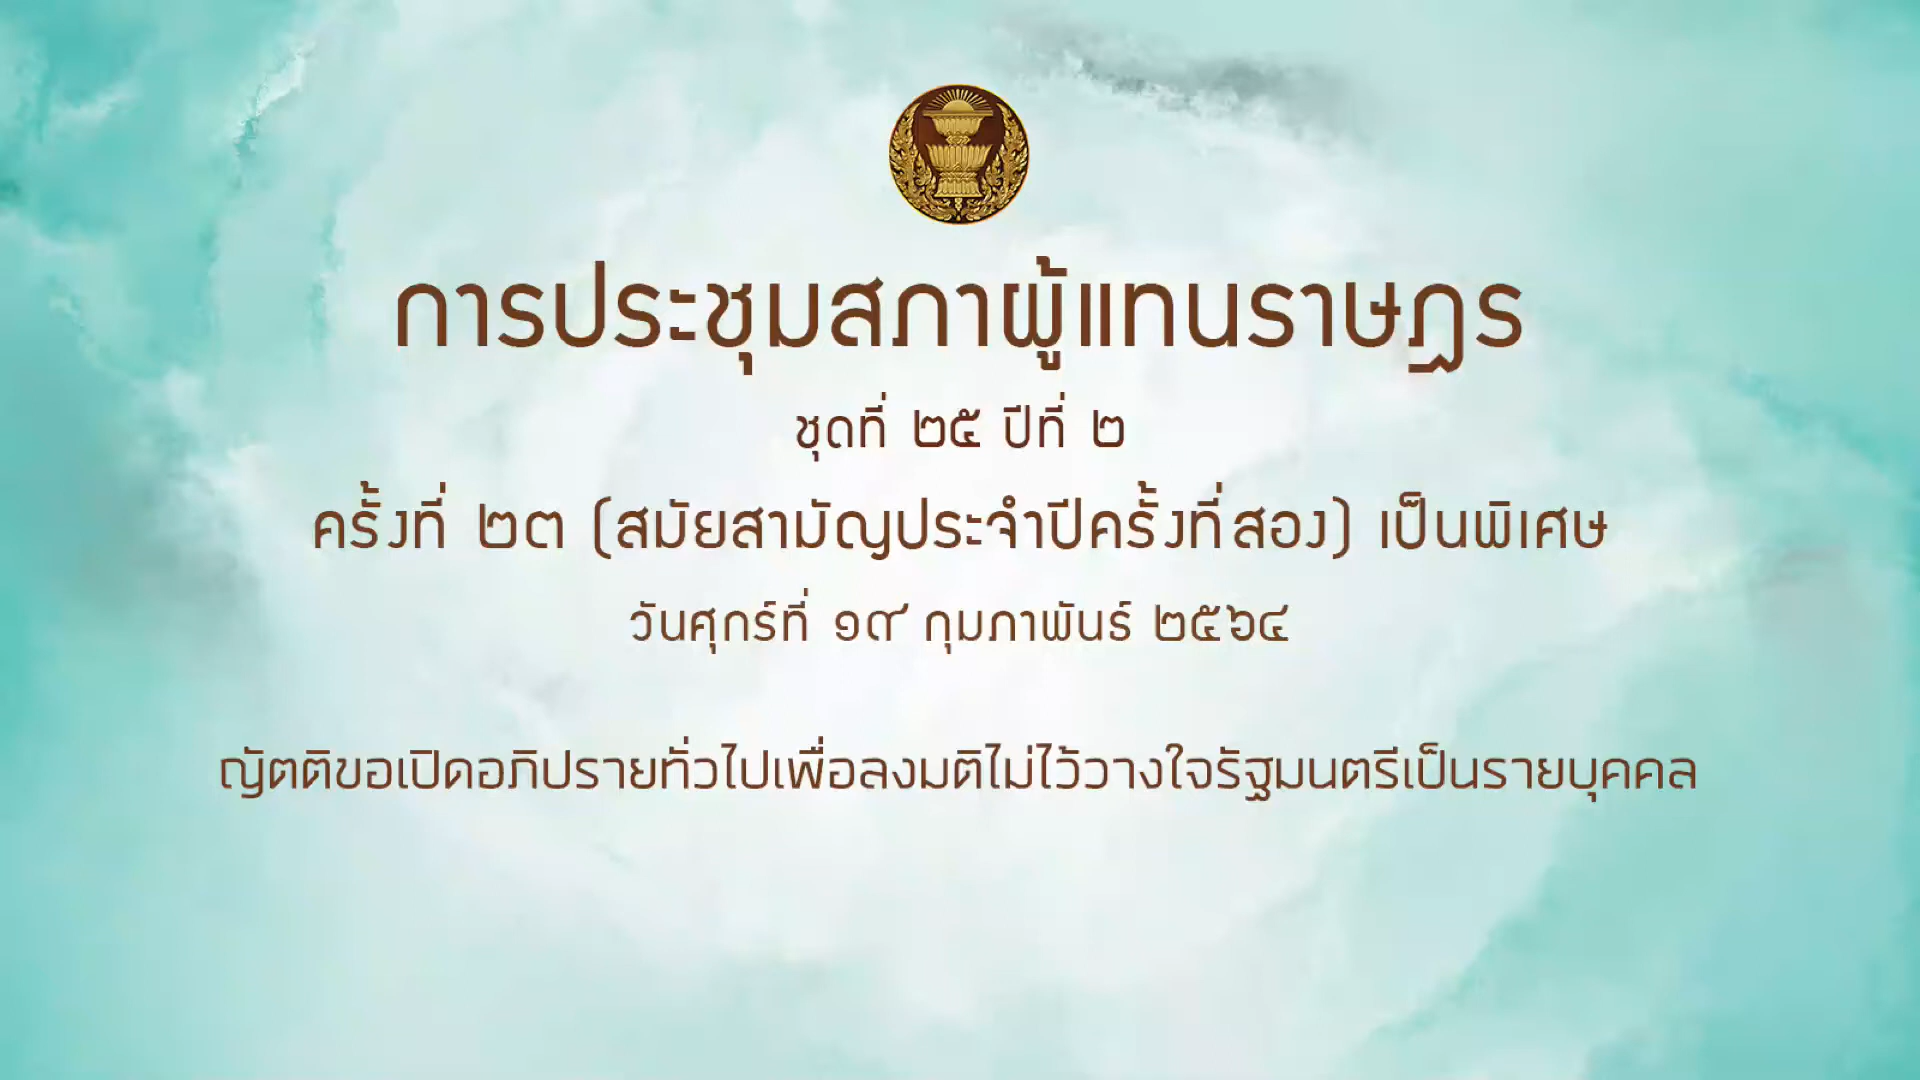 การประชุมสภาผู้แทนราษฎร
ชุดที่ ๒๕ ปีที่ ๒
ครั้งที่ ๒๓ (สมัยสามัญประจำปีครั้งที่สอง) เป็นพิเศษ
วันศุกร์ที่ ๑๙ กุมภาพันธ์ ๒๕๖๔
ญัตติขอเปิดอภิปรายทั่วไปเพื่อลงมติไม่ไว้วางใจรัฐมนตรีเป็นรายบุคคล